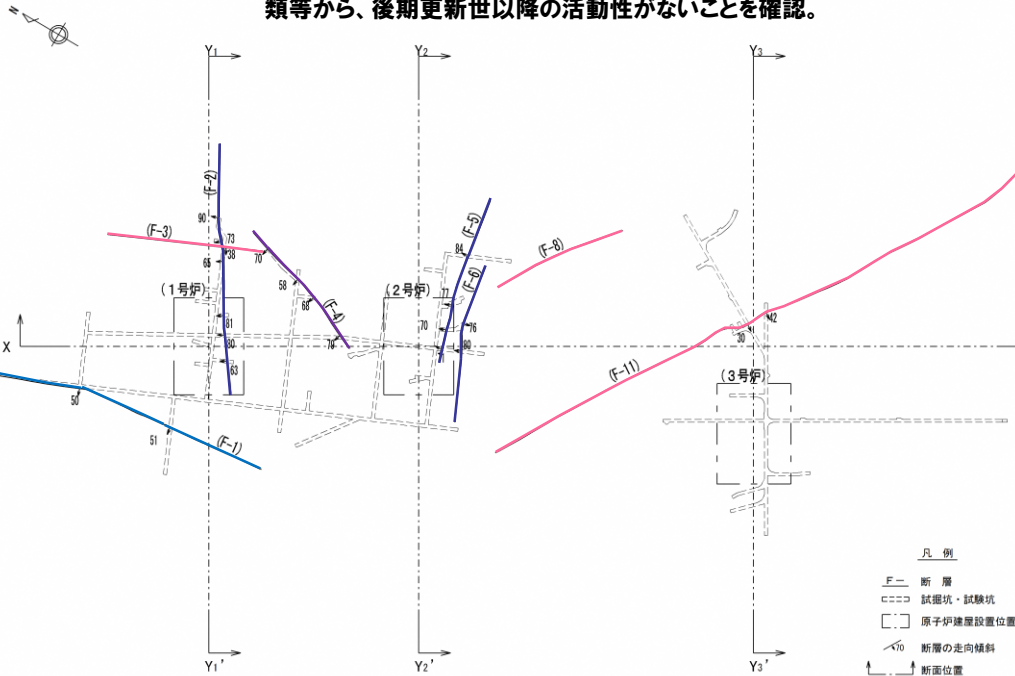 類等から、後期更新世以降の活動性がないことを確認。
N
Y1
Y2
Y3
(F-2)
90
(F-3)
73
38
65
70
(F-5)
84
(F-8)
(F-6)
58
(1号炉)
(2号炉)
77
68
(F-4)
81
80
70
76
79
80
42
30
X
63
(F-11)
(3号炉)
50
51
(F-1)
凡 例
F— 断 層
試掘坑・試験坑
原子炉建屋設置位置
70 断層の走向傾斜
断面位置
Y1'
Y2'
Y3'